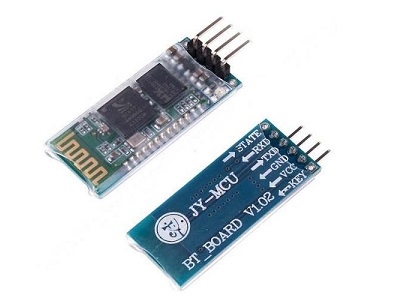 STATE
RXD
TXD
GND
VCC
KEY
JY-MCU
BT_BOARD V1.02